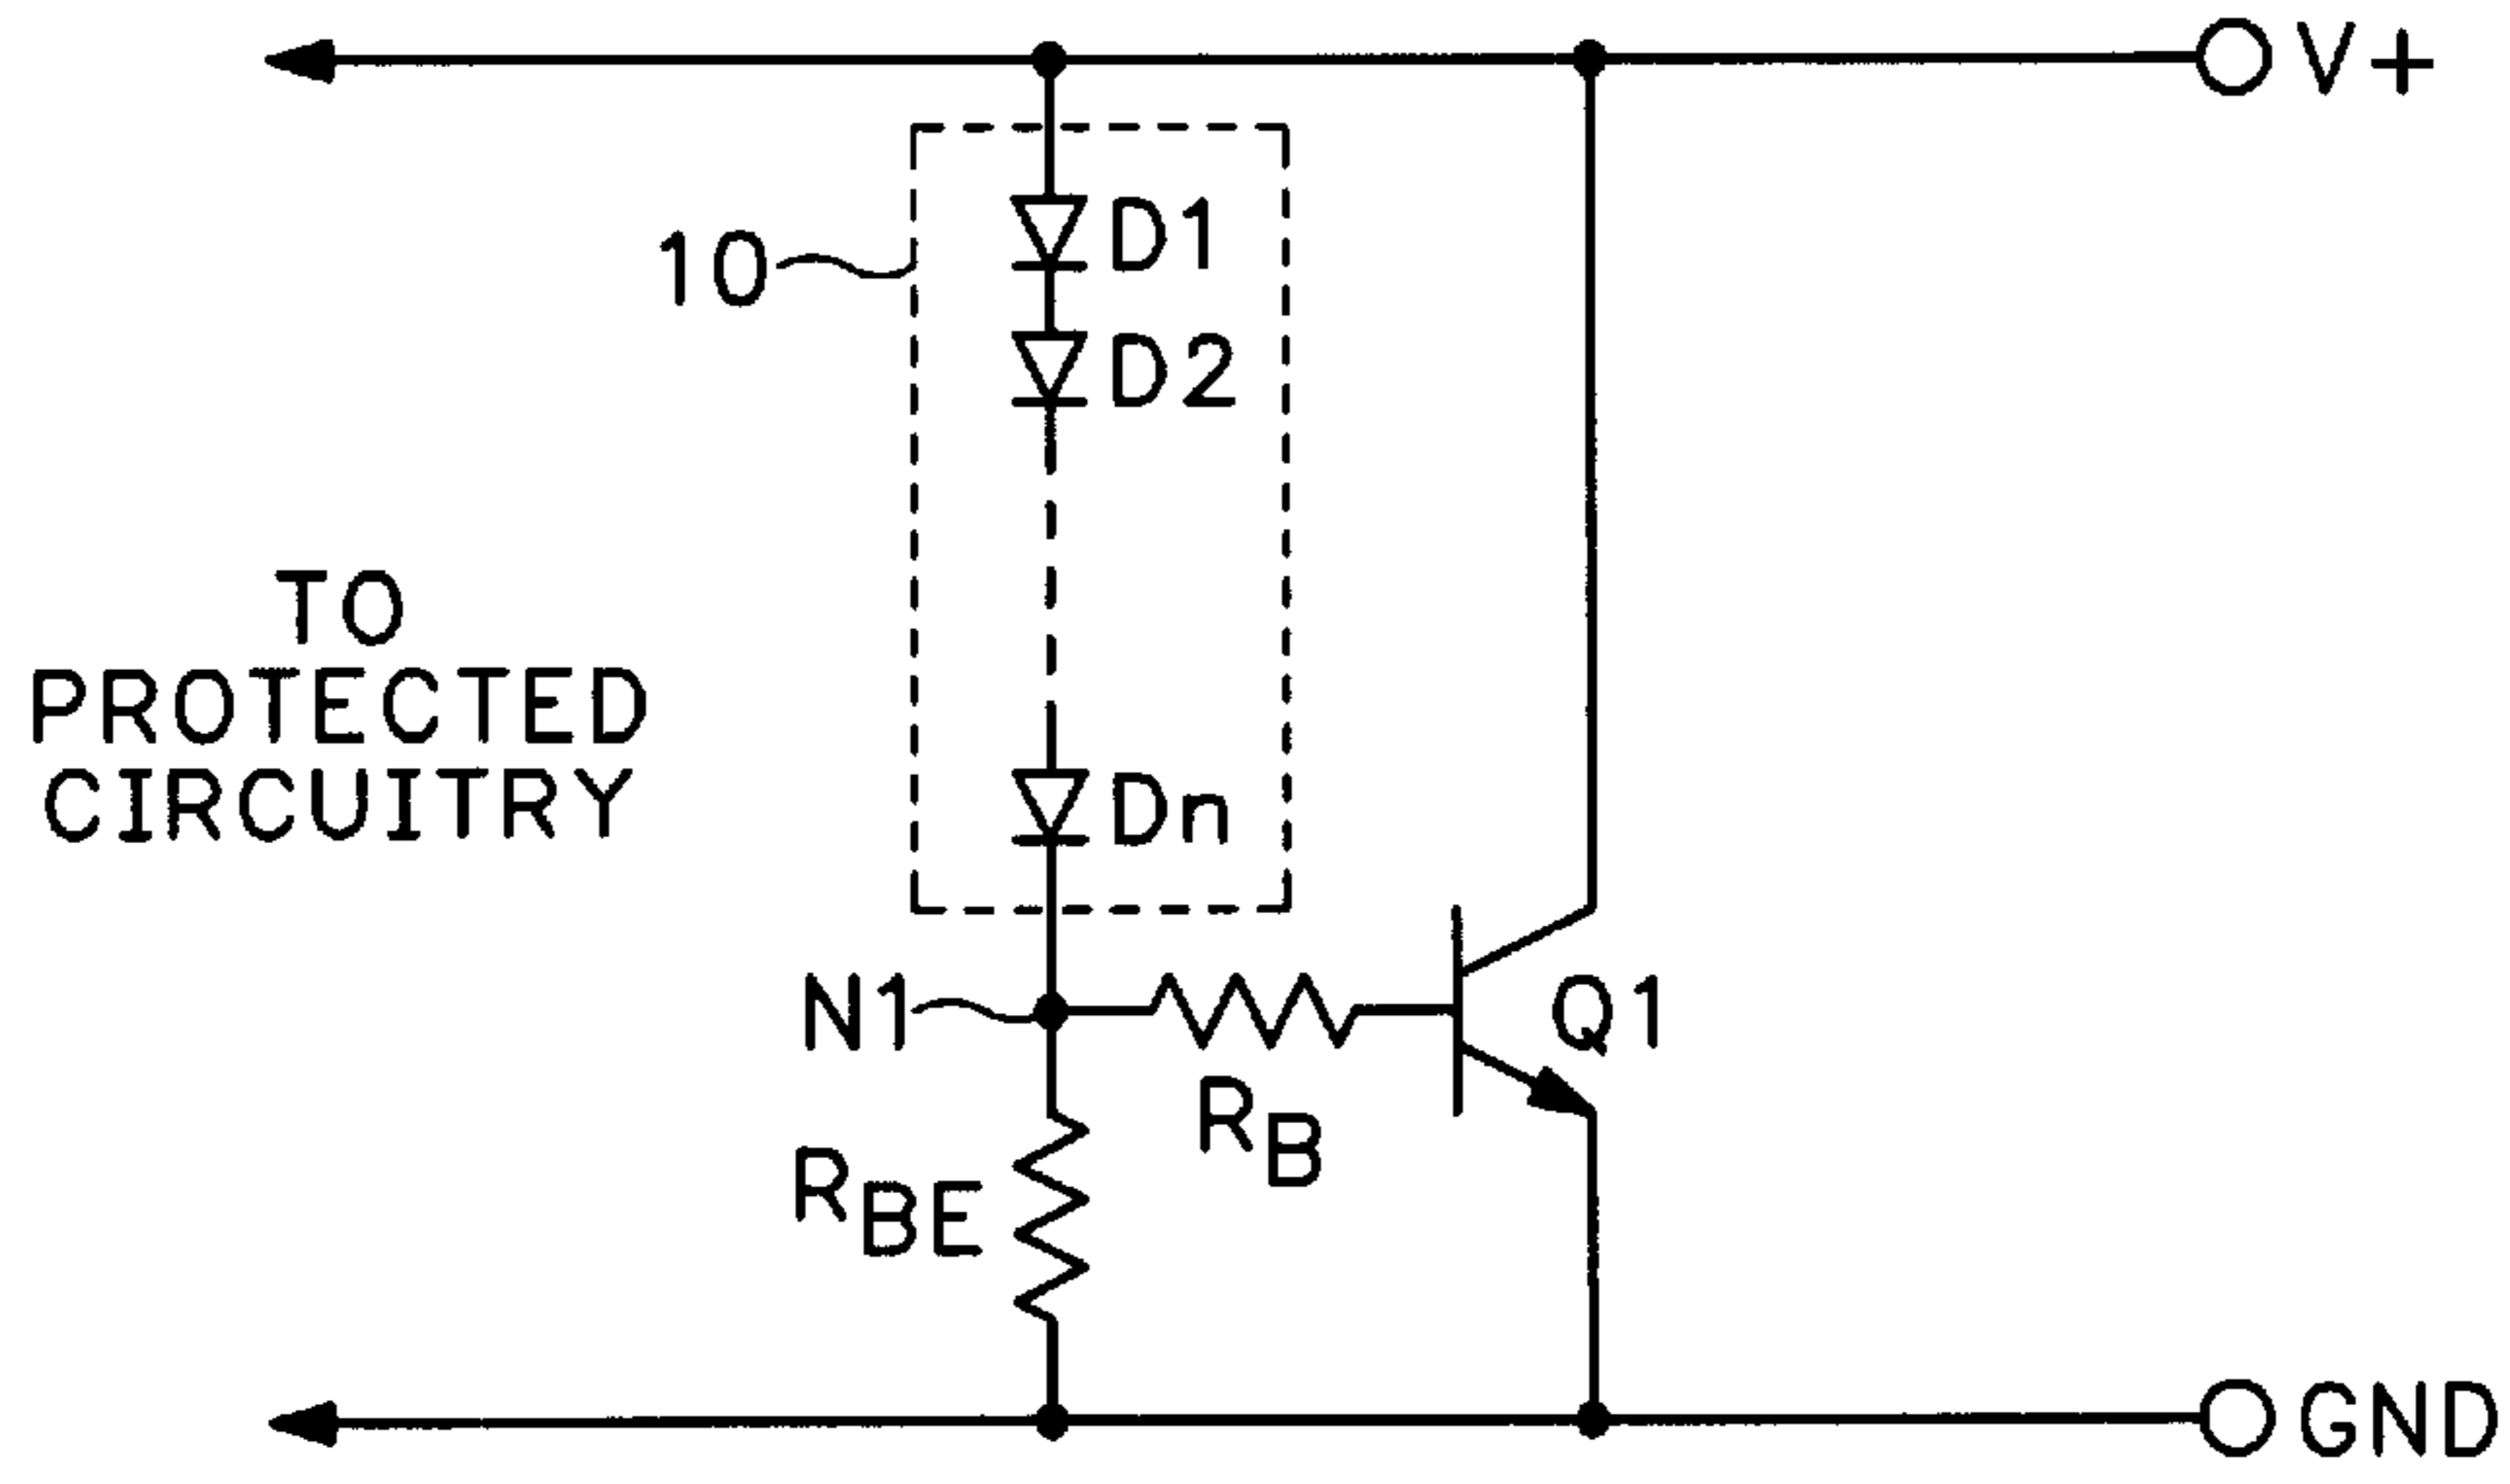 V+
D1
10
D2
TO
PROTECTED
CIRCUITRY
Dn
N1
Q1
RB
RBE
GND